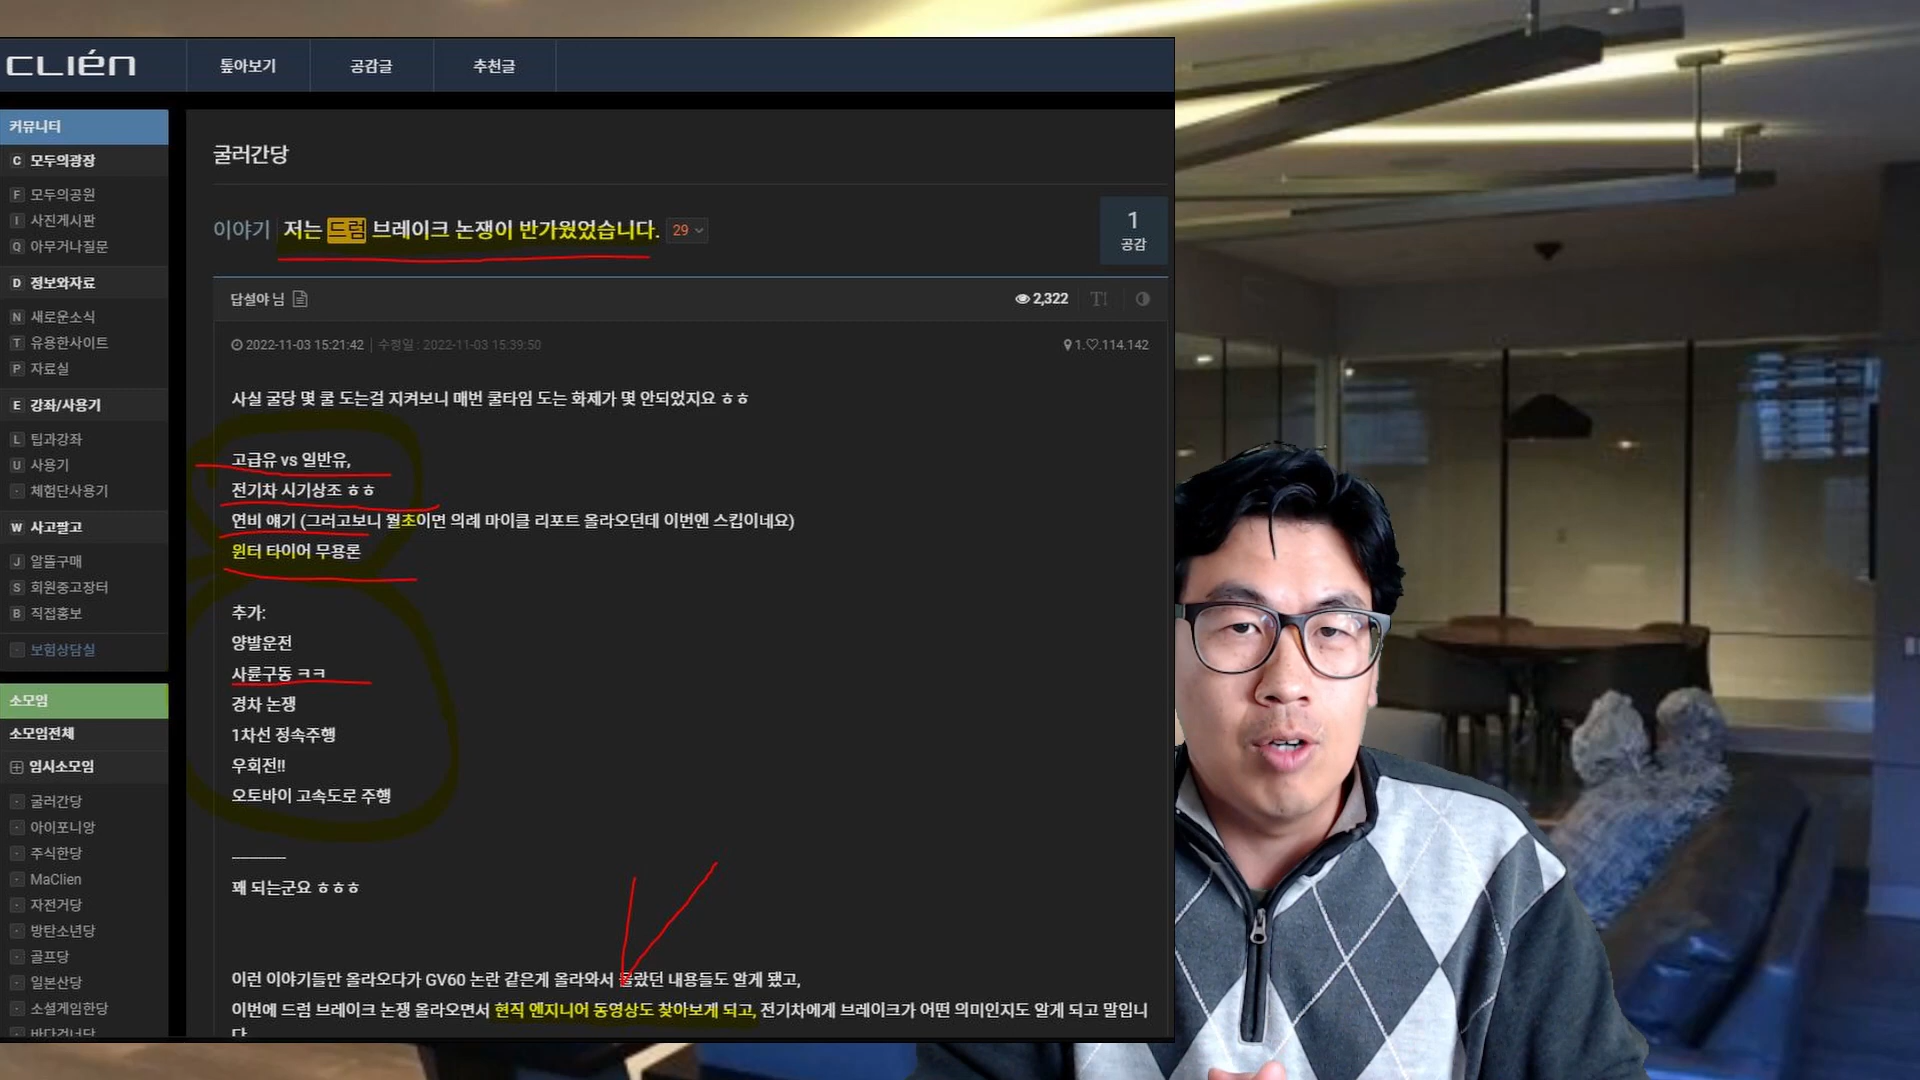 CLIéN
톺아보기
공감글
추천글
커뮤니티
C 모두의광장
F 모두의공원
I 사진게시판
Q 아무거나질문
D 정보와자료
N 새로운소식
T 유용한사이트
P 자료실
E 강좌/사용기
L 팁과강좌
U 사용기
· 체험단사용기
W 사고팔고
J 알뜰구매
S 회원중고장터
B 직접홍보
· 보험상담실
소모임
소모임전체
임시소모임
· 굴러간당
· 아이포니앙
· 주식한당
· MaClien
· 자전거당
· 방탄소년당
· 골프당
· 일본산당
· 소셜게임한당
굴러간당
이야기 저는 드럼 브레이크 논쟁이 반가웠었습니다. 29
1
공감
답설야님
2,322
T!
2022-11-03 15:21:42 | 수정일 : 2022-11-03 15:39:50
1.♡.114.142
사실 굴당 몇 쿨 도는걸 지켜보니 매번 쿨타임 도는 화제가 몇 안되었지요 ㅎㅎ
고급유 vs 일반유,
전기차 시기상조 ㅎㅎ
연비 얘기 (그러고보니 월초이면 의례 마이클 리포트 올라오던데 이번엔 스킵이네요)
윈터 타이어 무용론
추가:
양발운전
사륜구동 ㅋㅋ
경차 논쟁
1차선 정속주행
우회전!!
오토바이 고속도로 주행
꽤 되는군요 ㅎㅎㅎ
이런 이야기들만 올라오다가 GV60 논란 같은게 올라와서 몰랐던 내용들도 알게 됐고,
이번에 드럼 브레이크 논쟁 올라오면서 현직 엔지니어 동영상도 찾아보게 되고, 전기차에게 브레이크가 어떤 의미인지도 알게 되고 말입니
다.